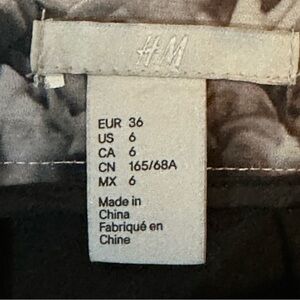 H&M
EUR 36
US 6
CA 6
CN 165/68A
MX 6
Made in
China
Fabriqué en
Chine